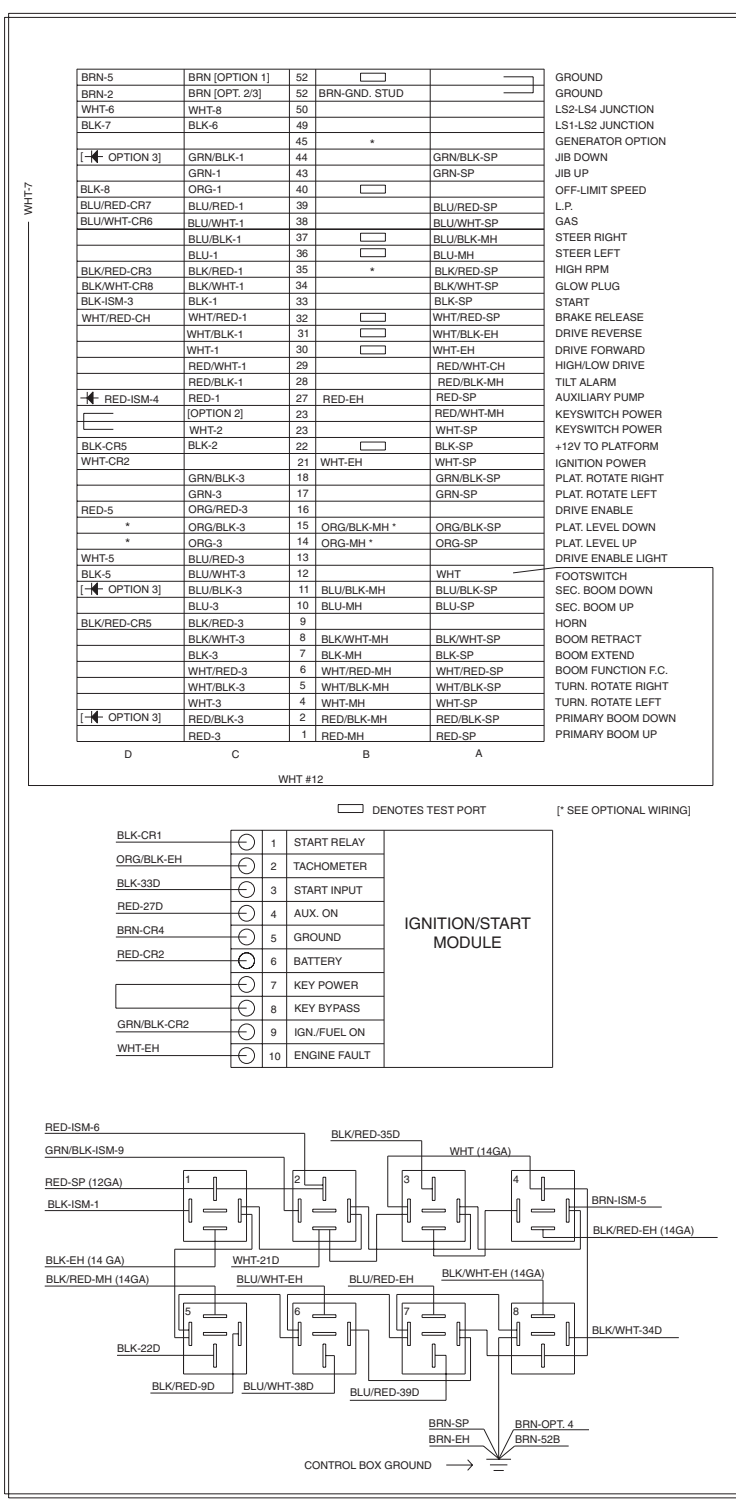 BRN-5 BRN [OPTION 1] 52 GROUND
BRN-2 BRN [OPT. 2/3] 52 BRN-GND. STUD GROUND
WHT-6 WHT-8 50 LS2-LS4 JUNCTION
BLK-7 BLK-6 49 LS1-LS2 JUNCTION
45 * GENERATOR OPTION
[ OPTION 3] GRN/BLK-1 44 GRN/BLK-SP JIB DOWN
GRN-1 43 GRN-SP JIB UP
BLK-8 ORG-1 40 OFF-LIMIT SPEED
BLU/RED-CR7 BLU/RED-1 39 BLU/RED-SP L.P.
BLU/WHT-CR6 BLU/WHT-1 38 BLU/WHT-SP GAS
BLU/BLK-1 37 BLU/BLK-MH STEER RIGHT
BLU-1 36 BLU-MH STEER LEFT
BLK/RED-CR3 BLK/RED-1 35 * BLK/RED-SP HIGH RPM
BLK/WHT-CR8 BLK/WHT-1 34 BLK/WHT-SP GLOW PLUG
BLK-ISM-3 BLK-1 33 BLK-SP START
WHT/RED-CH WHT/RED-1 32 WHT/RED-SP BRAKE RELEASE
WHT/BLK-1 31 WHT/BLK-EH DRIVE REVERSE
WHT-1 30 WHT-EH DRIVE FORWARD
RED/WHT-1 29 RED/WHT-CH HIGH/LOW DRIVE
RED/BLK-1 28 RED/BLK-MH TILT ALARM
RED-ISM-4 RED-1 27 RED-EH RED-SP AUXILIARY PUMP
[OPTION 2] 23 RED/WHT-MH KEYSWITCH POWER
WHT-2 23 WHT-SP KEYSWITCH POWER
BLK-CR5 BLK-2 22 BLK-SP +12V TO PLATFORM
WHT-CR2 21 WHT-EH WHT-SP IGNITION POWER
GRN/BLK-3 18 GRN/BLK-SP PLAT. ROTATE RIGHT
GRN-3 17 GRN-SP PLAT. ROTATE LEFT
RED-5 ORG/RED-3 16 DRIVE ENABLE
* ORG/BLK-3 15 ORG/BLK-MH * ORG/BLK-SP PLAT. LEVEL DOWN
* ORG-3 14 ORG-MH * ORG-SP PLAT. LEVEL UP
WHT-5 BLU/RED-3 13 DRIVE ENABLE LIGHT
BLK-5 BLU/WHT-3 12 WHT FOOTSWITCH
[ OPTION 3] BLU/BLK-3 11 BLU/BLK-MH BLU/BLK-SP SEC. BOOM DOWN
BLU-3 10 BLU-MH BLU-SP SEC. BOOM UP
BLK/RED-CR5 BLK/RED-3 9 HORN
BLK/WHT-3 8 BLK/WHT-MH BLK/WHT-SP BOOM RETRACT
BLK-3 7 BLK-MH BLK-SP BOOM EXTEND
WHT/RED-3 6 WHT/RED-MH WHT/RED-SP BOOM FUNCTION F.C.
WHT/BLK-3 5 WHT/BLK-MH WHT/BLK-SP TURN. ROTATE RIGHT
WHT-3 4 WHT-MH WHT-SP TURN. ROTATE LEFT
[ OPTION 3] RED/BLK-3 2 RED/BLK-MH RED/BLK-SP PRIMARY BOOM DOWN
RED-3 1 RED-MH RED-SP PRIMARY BOOM UP
D C B A
WHT-7
WHT #12
DENOTES TEST PORT [* SEE OPTIONAL WIRING]
BLK-CR1 1 START RELAY
ORG/BLK-EH 2 TACHOMETER
BLK-33D 3 START INPUT
RED-27D 4 AUX. ON
BRN-CR4 5 GROUND
RED-CR2 6 BATTERY
7 KEY POWER
8 KEY BYPASS
GRN/BLK-CR2 9 IGN./FUEL ON
WHT-EH 10 ENGINE FAULT
IGNITION/START
MODULE
RED-ISM-6
BLK/RED-35D
GRN/BLK-ISM-9
WHT (14GA)
RED-SP (12GA)
1 2 3 4
BLK-ISM-1
BRN-ISM-5
BLK/RED-EH (14GA)
BLK-EH (14 GA) WHT-21D
BLK/RED-MH (14GA) BLU/WHT-EH BLU/RED-EH BLK/WHT-EH (14GA)
5 6 7 8
BLK/WHT-34D
BLK-22D
BLK/RED-9D BLU/WHT-38D BLU/RED-39D
BRN-SP BRN-OPT. 4
BRN-EH BRN-52B
CONTROL BOX GROUND